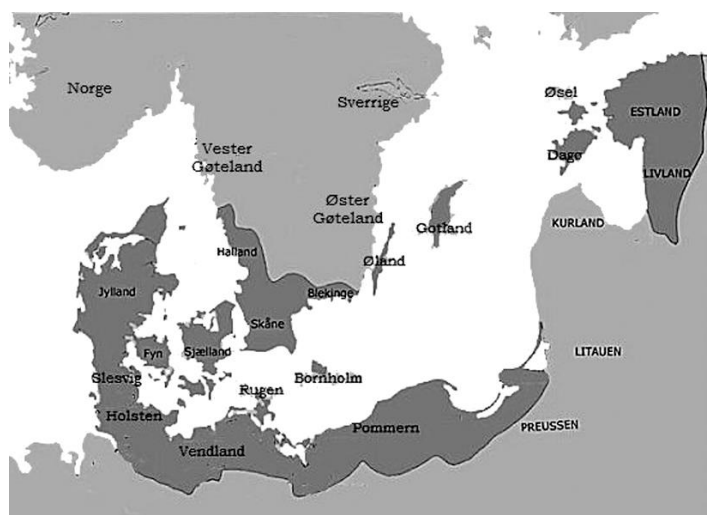 Norge
Sverrige
Øsel
ESTLAND
Vester
Gøteland
Dagø
LIVLAND
Øster
Gøteland
Gotland
KURLAND
Halland
Øland
Jylland
Blekinge
Skåne
Fyn
Sjælland
LITAUEN
Slesvig
Bornholm
Rugen
Holsten
Pommern
PREUSSEN
Vendland